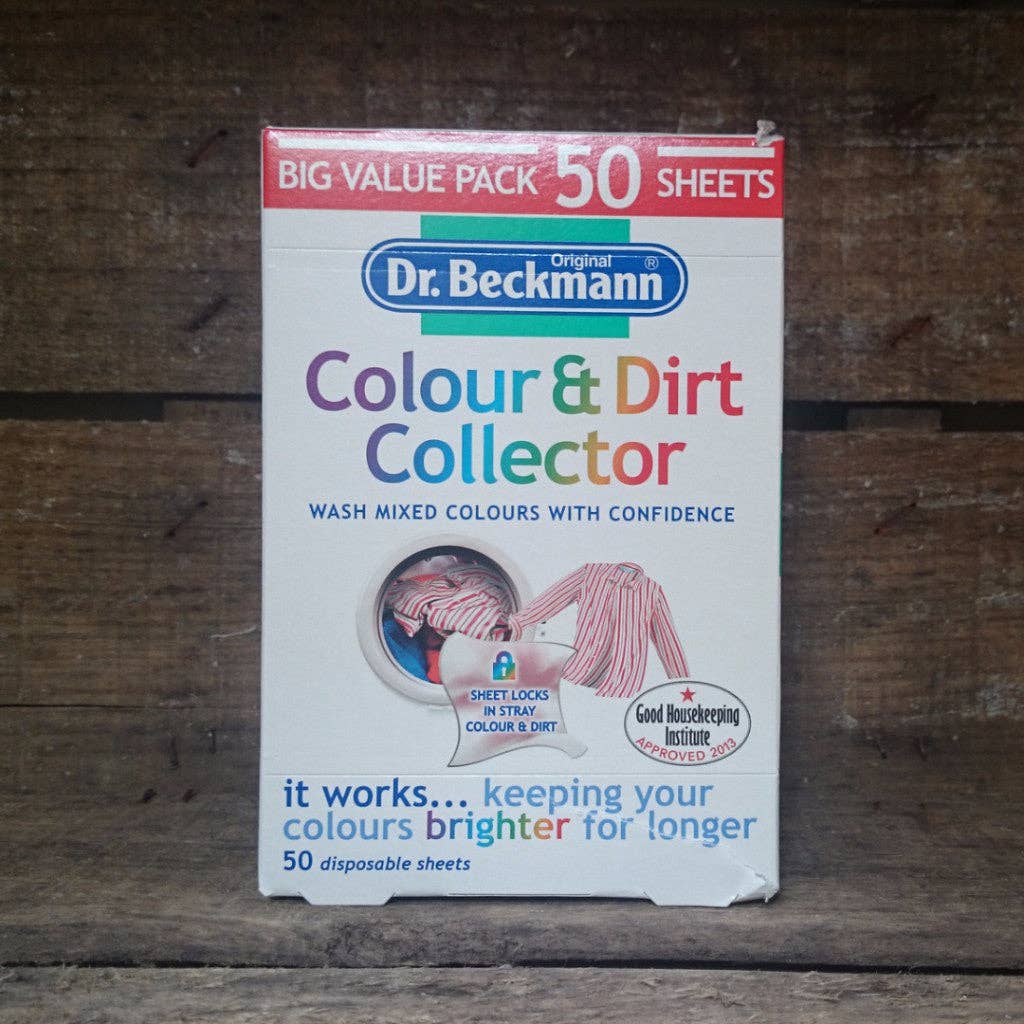 BIG VALUE PACK 50 SHEETS
Original
Dr. Beckmann ®
Colour & Dirt
Collector
WASH MIXED COLOURS WITH CONFIDENCE
SHEET LOCKS
IN STRAY
COLOUR & DIRT
Good Housekeeping
Institute
APPROVED 2013
it works... keeping your
colours brighter for longer
50 disposable sheets